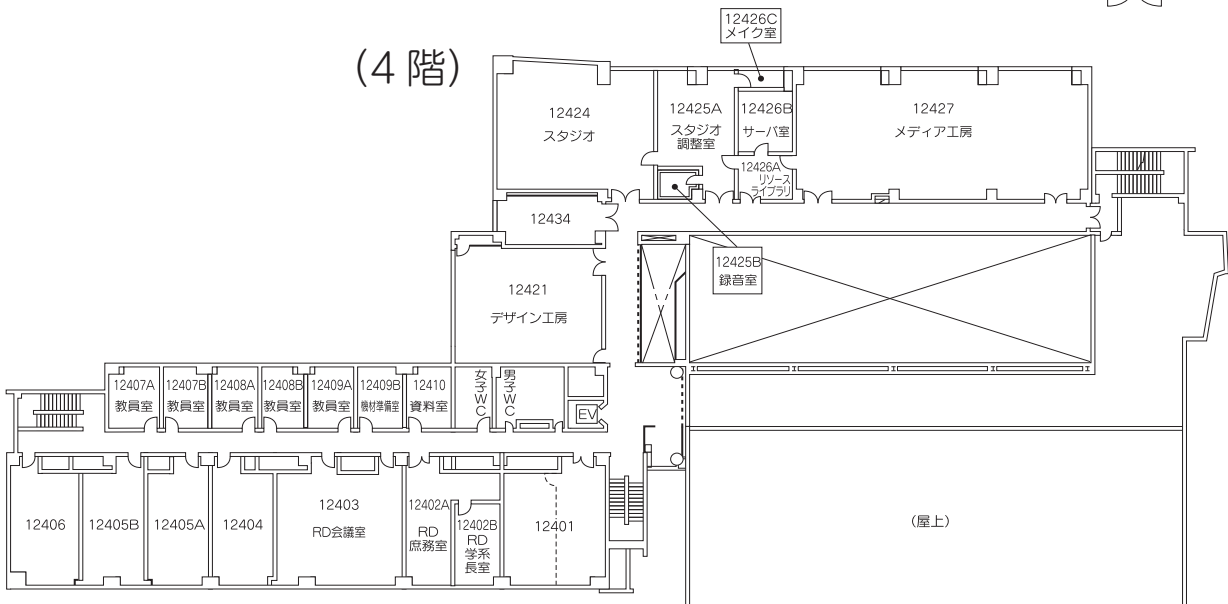 12426C
メイク室
(4階)
12424
スタジオ
12425A
スタジオ
調整室
12426B
サーバ室
12427
メディア工房
12426A
リソース
ライブラリ
12434
12425B
録音室
12421
デザイン工房
12407A
教員室
12407B
教員室
12408A
教員室
12408B
教員室
12409A
教員室
12409B
機材準備室
12410
資料室
女子WC
男子WC
EV
12406
12405B
12405A
12404
12403
RD会議室
12402A
RD
庶務室
12402B
RD
学系
長室
12401
(屋上)